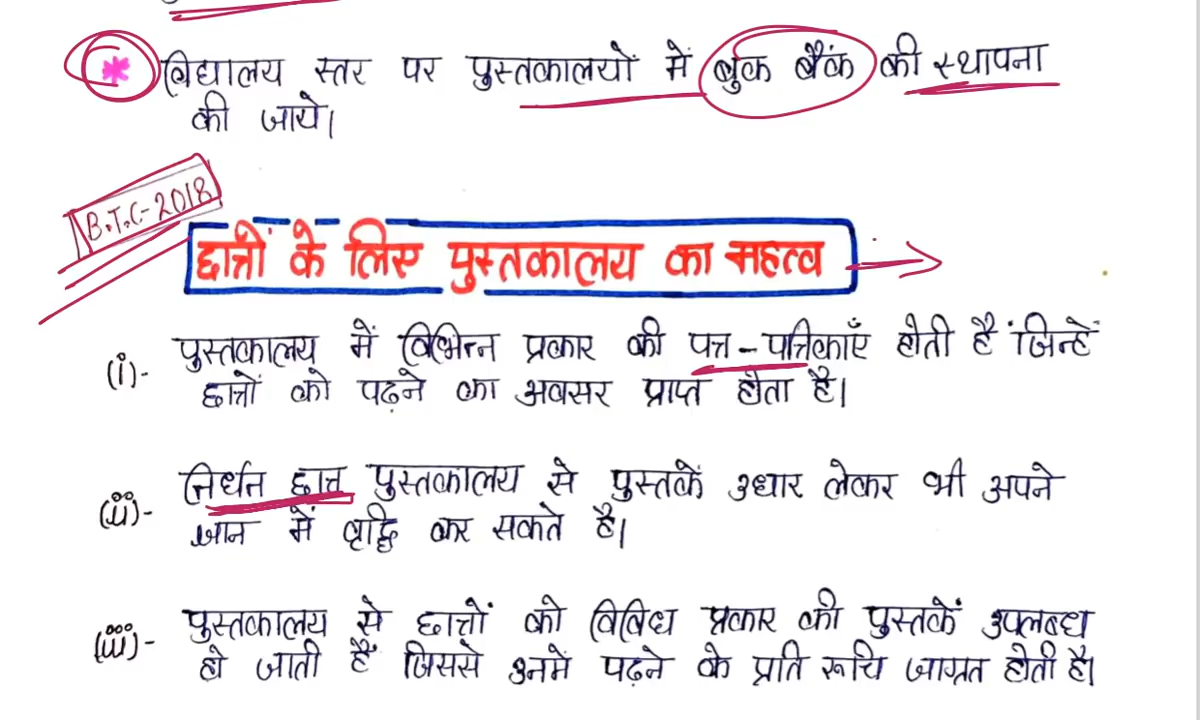 विद्यालय स्तर पर पुस्तकालयों में बुक बैंक की स्थापना
की जाये।
B.T.C-2018
छात्रों के लिए पुस्तकालय का महत्व
(i)- पुस्तकालय में विभिन्न प्रकार की पत्र-पत्रिकाएँ होती हैं जिन्हें
छात्रों को पढ़ने का अवसर प्राप्त होता है।
(ii)- निर्धन छात्र पुस्तकालय से पुस्तकें उधार लेकर भी अपने
ज्ञान में वृद्धि कर सकते है।
(iii)- पुस्तकालय से छात्रों को विविध प्रकार की पुस्तकें उपलब्ध
हो जाती हैं जिससे उनमें पढ़ने के प्रति रूचि जाग्रत होती है।